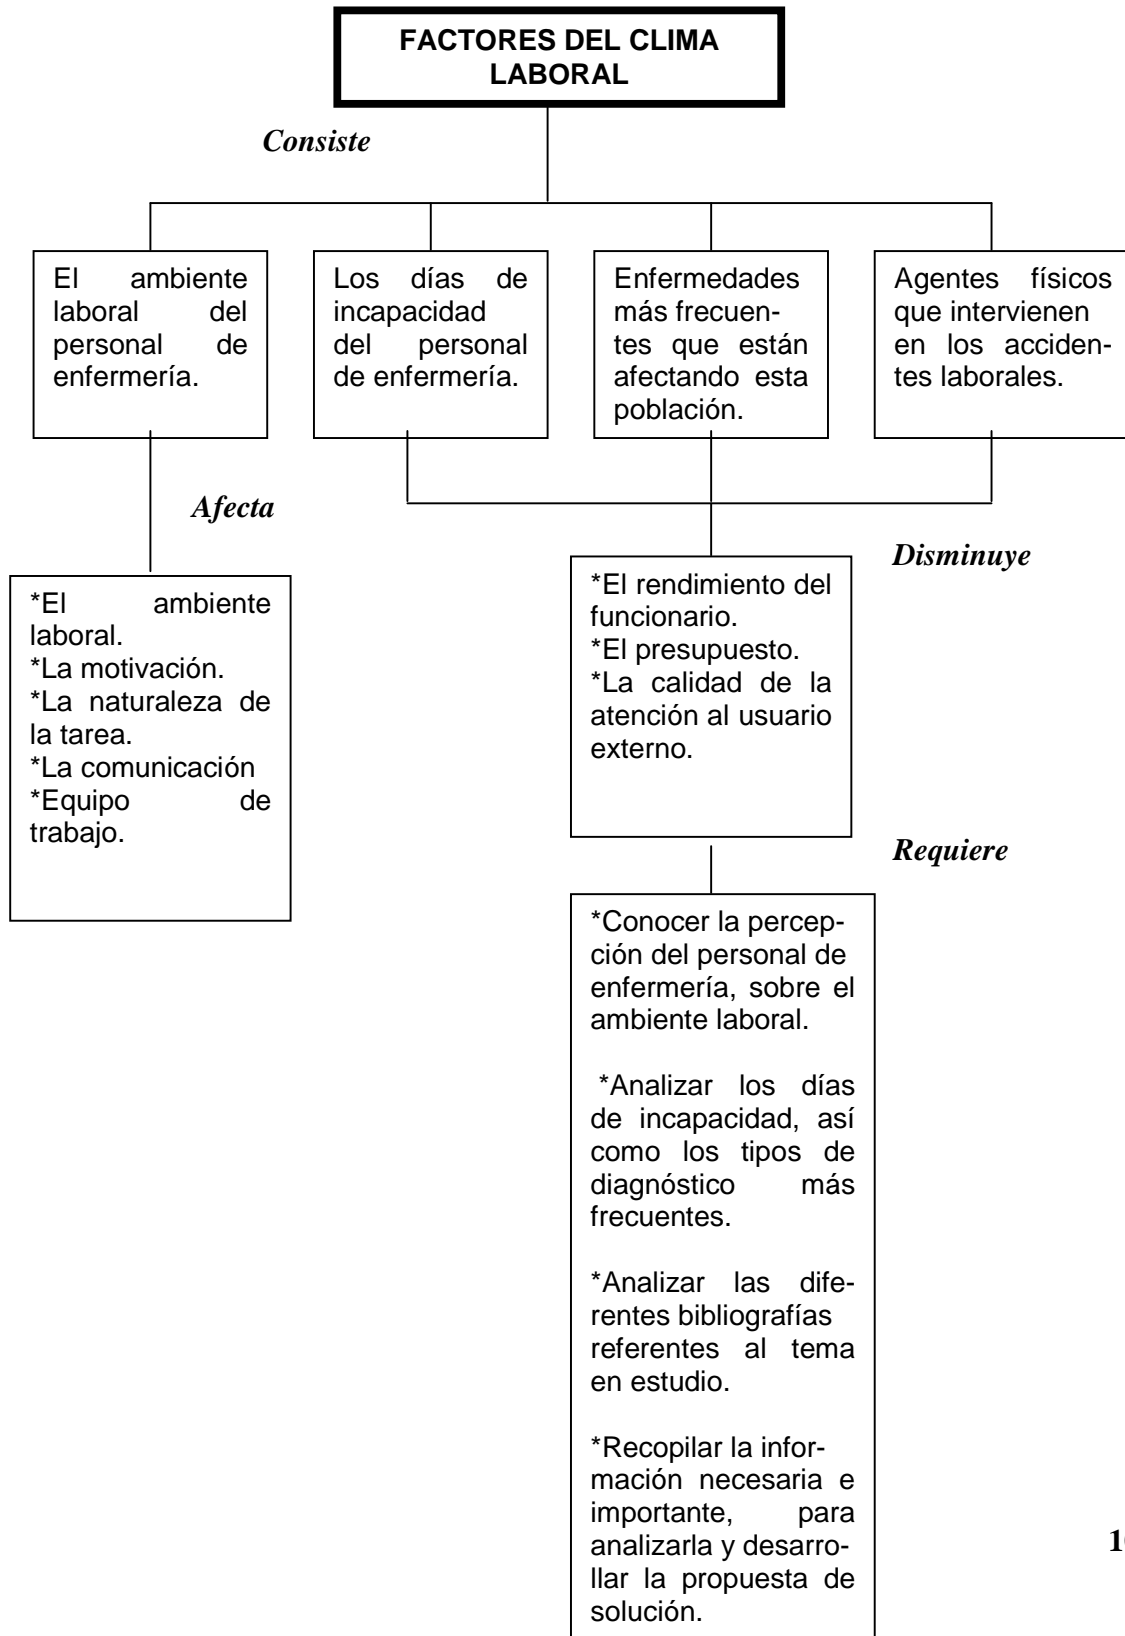 FACTORES DEL CLIMA
LABORAL
Consiste
El ambiente
laboral del
personal de
enfermería.
Los días de
incapacidad
del personal
de enfermería.
Enfermedades
más frecuen-
tes que están
afectando esta
población.
Agentes físicos
que intervienen
en los acciden-
tes laborales.
Afecta
Disminuye
*El ambiente
laboral.
*La motivación.
*La naturaleza de
la tarea.
*La comunicación
*Equipo de
trabajo.
*El rendimiento del
funcionario.
*El presupuesto.
*La calidad de la
atención al usuario
externo.
Requiere
*Conocer la percep-
ción del personal de
enfermería, sobre el
ambiente laboral.
*Analizar los días
de incapacidad, así
como los tipos de
diagnóstico más
frecuentes.
*Analizar las dife-
rentes bibliografías
referentes al tema
en estudio.
*Recopilar la infor-
mación necesaria e
importante, para
analizarla y desarro-
llar la propuesta de
solución.